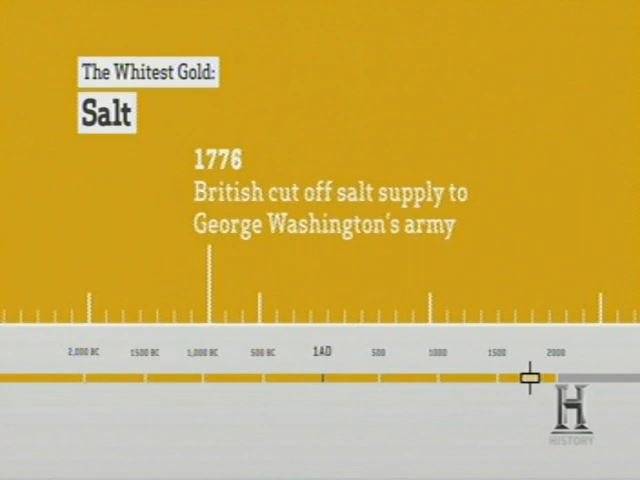 The Whitest Gold:
Salt
1776
British cut off salt supply to
George Washington's army
2,000 BC 1500 BC 1,000 BC 500 BC 1AD 500 1000 1500 2000
H
HISTORY